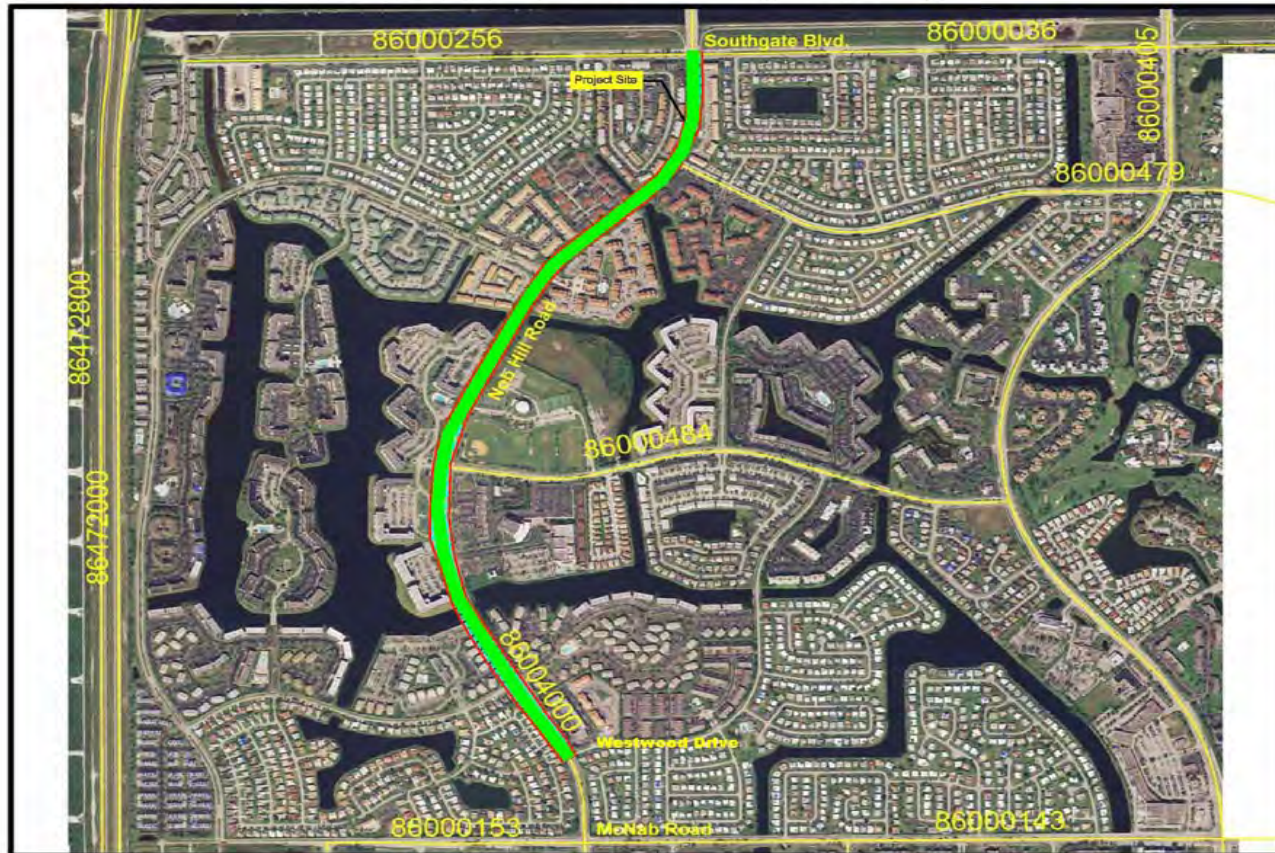 86000256
Southgate Blvd.
86000036
86000405
Project Site
86000479
86472800
Nob Hill Road
86000484
86472000
86004000
Westwood Drive
86000153
McNab Road
86000143